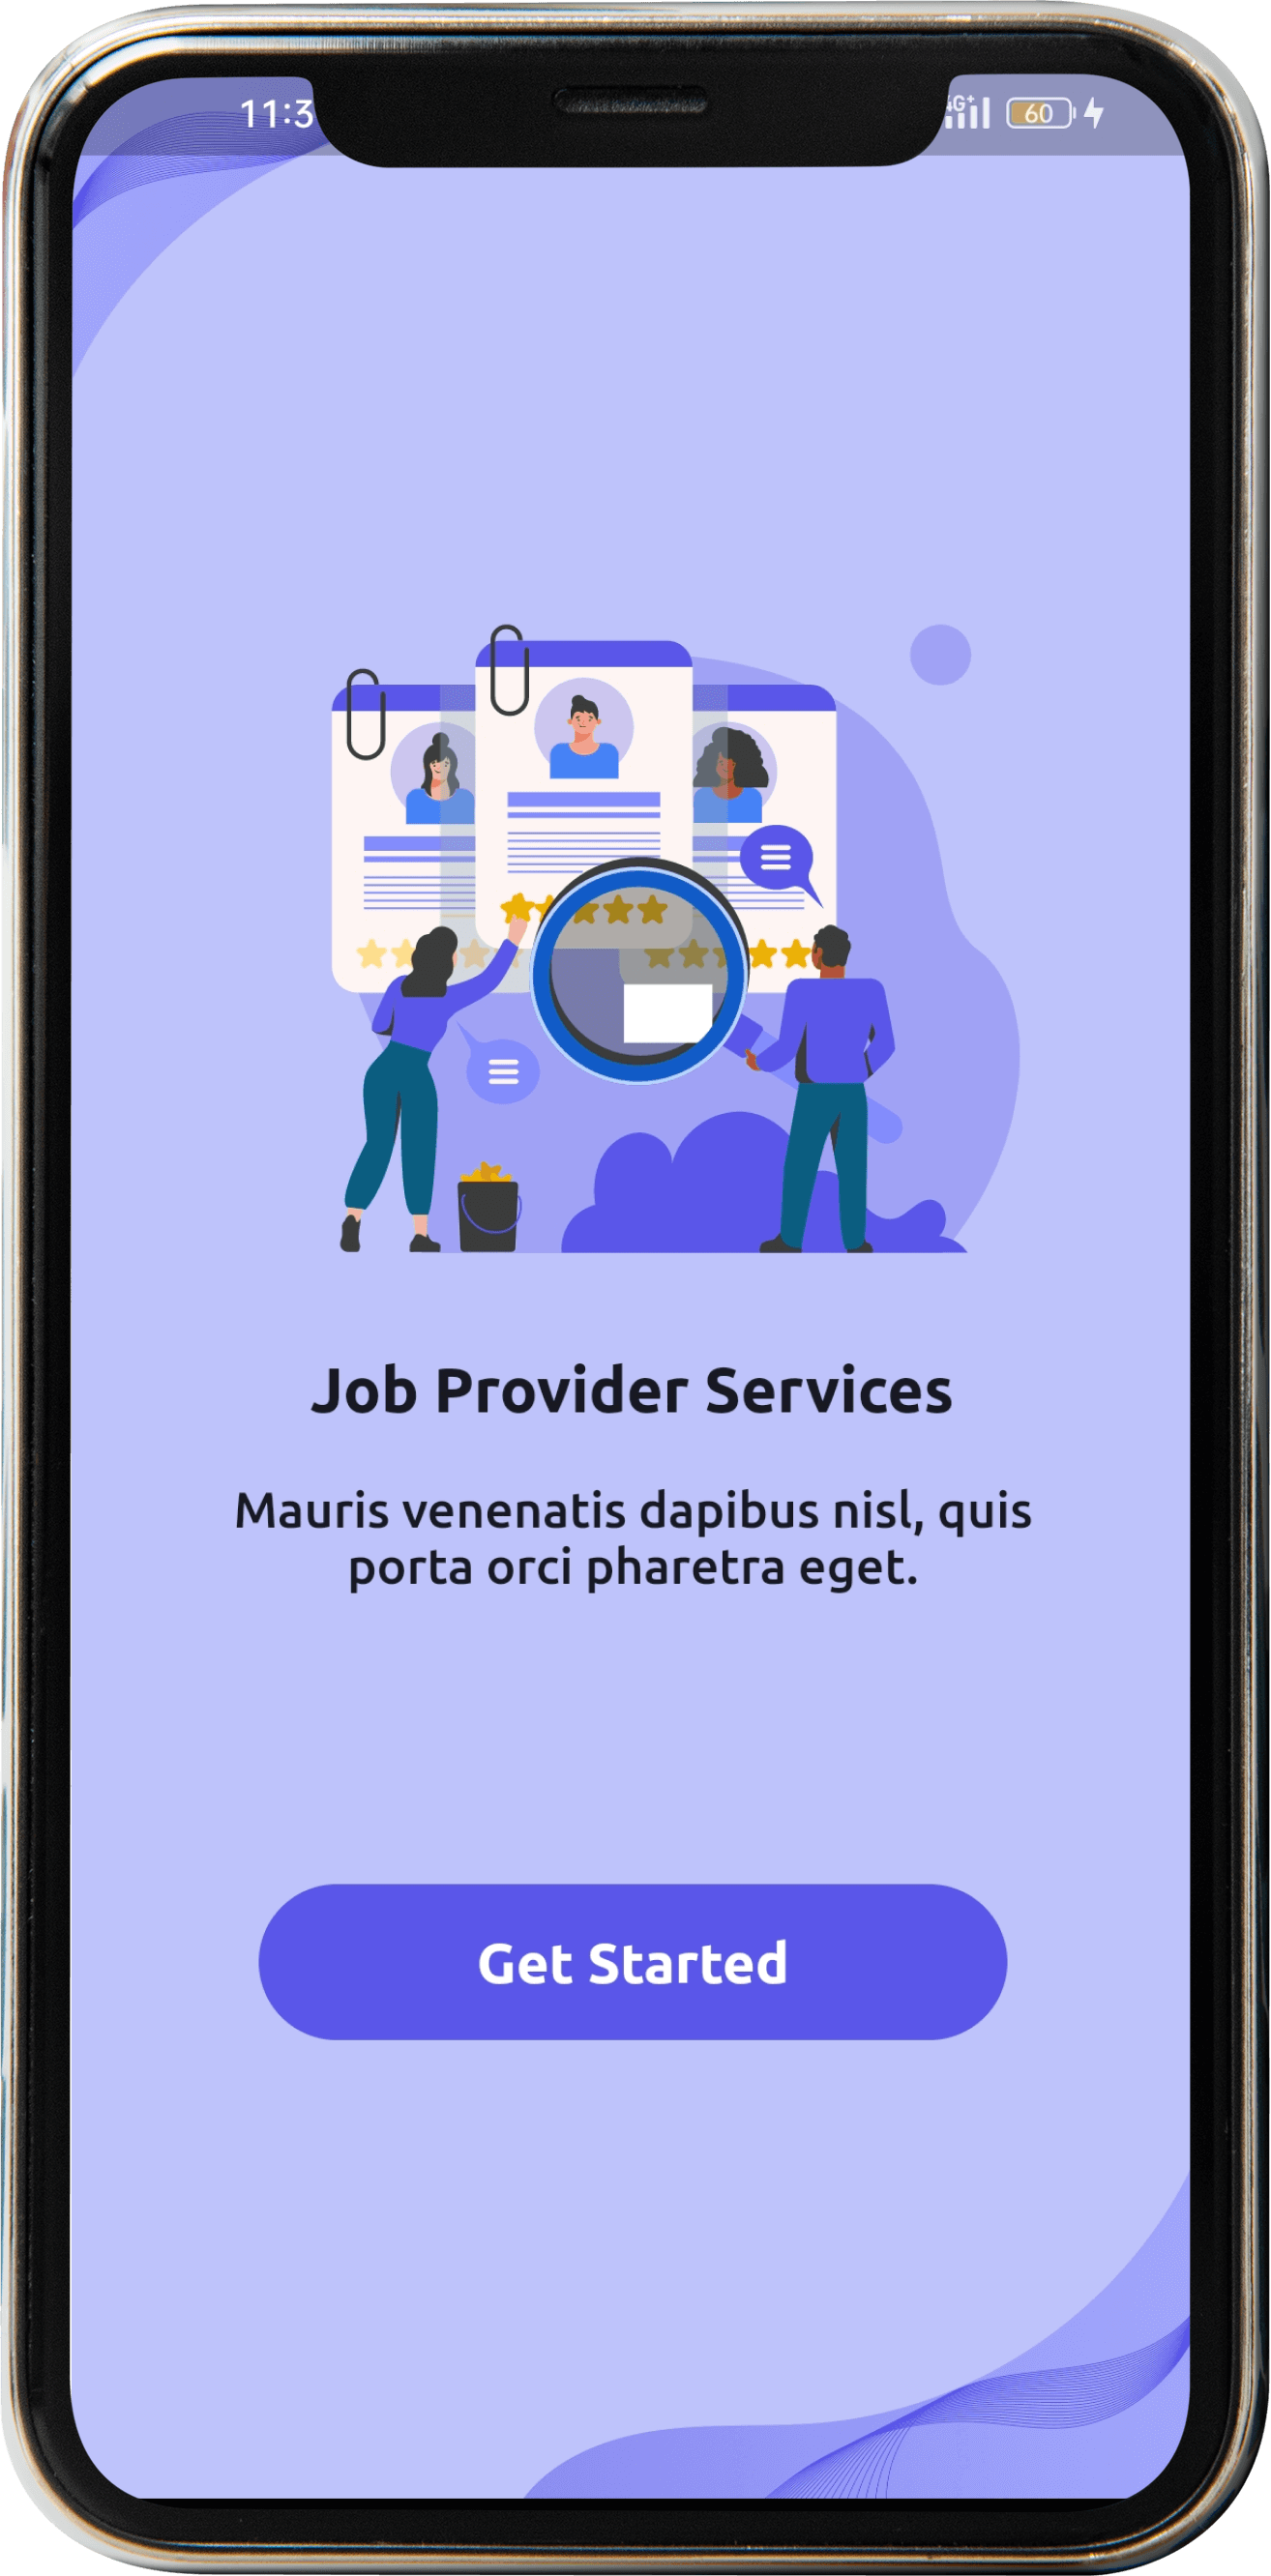 11:3
4G+ 60
Job Provider Services
Mauris venenatis dapibus nisl, quis
porta orci pharetra eget.
Get Started